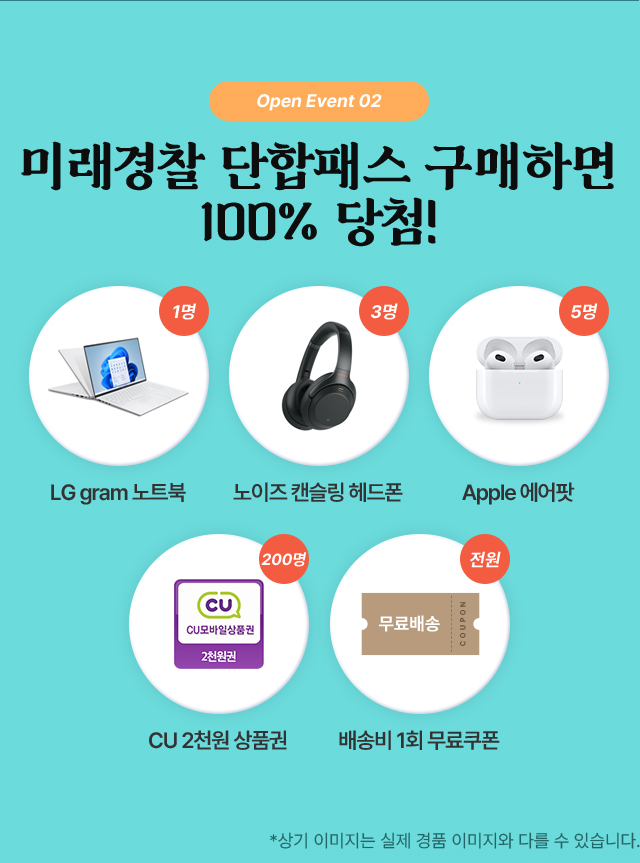 Open Event 02
미래경찰 단합패스 구매하면
100% 당첨!
1명
3명
5명
LG gram 노트북
노이즈 캔슬링 헤드폰
Apple 에어팟
200명
전원
CU
CU모바일상품권
2천원권
무료배송
COUPON
CU 2천원 상품권
배송비 1회 무료쿠폰
*상기 이미지는 실제 경품 이미지와 다를 수 있습니다.